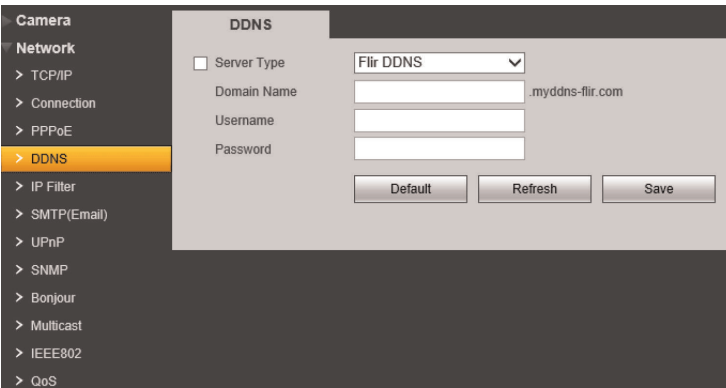 Camera
Network
TCP/IP
Connection
PPPoE
DDNS
IP Filter
SMTP(Email)
UPnP
SNMP
Bonjour
Multicast
IEEE802
QoS
DDNS
Server Type
Flir DDNS
Domain Name
.myddns-flir.com
Username
Password
Default
Refresh
Save